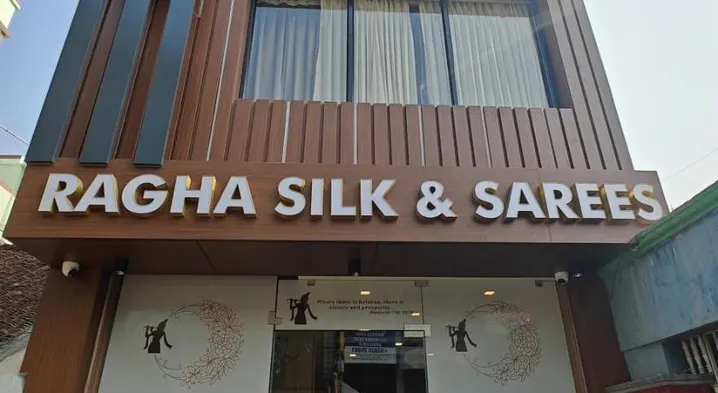 RAGHA SILK & SAREES
Where there is Krishna, there is
victory and prosperity